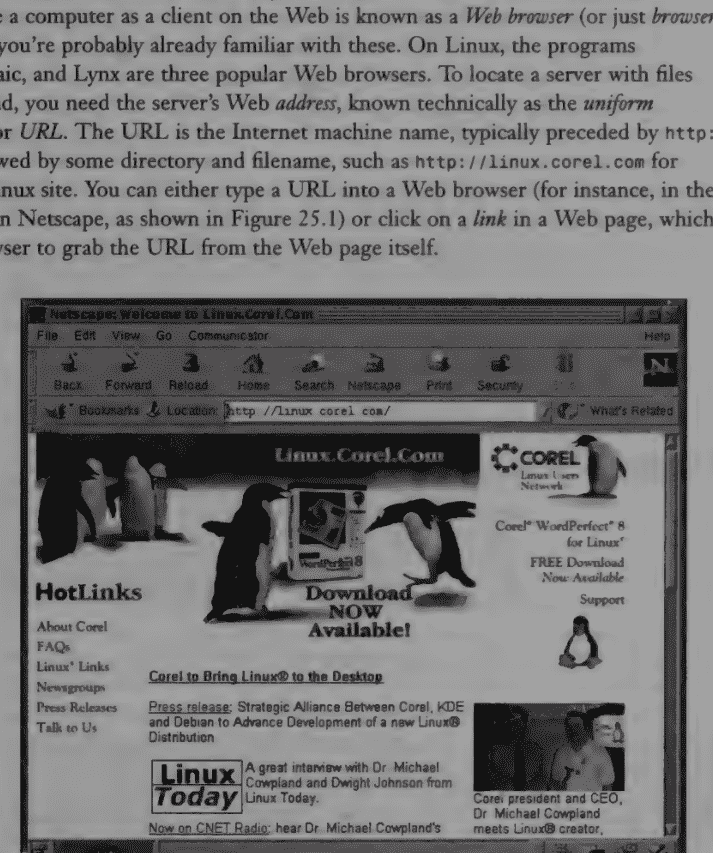 a computer as a client on the Web is known as a Web browser (or just browser
you're probably already familiar with these. On Linux, the programs
aic, and Lynx are three popular Web browsers. To locate a server with files
d, you need the server's Web address, known technically as the uniform
or URL. The URL is the Internet machine name, typically preceded by http:
wed by some directory and filename, such as http://linux.corel.com for
nux site. You can either type a URL into a Web browser (for instance, in the
n Netscape, as shown in Figure 25.1) or click on a link in a Web page, which
wser to grab the URL from the Web page itself.
Netscape: Welcome to Linux.Corel.Com
File Edit View Go Communicator Help
Back Forward Reload Home Search Netscape Print Security
N
Bookmarks Location: http //linux corel com/ What's Related
Linux.Corel.Com
COREL
Linux Users
Network
Corel® WordPerfect® 8
for Linux®
FREE Download
Now Available
Support
WordPerfect 8
Download
NOW
Available!
HotLinks
About Corel
FAQs
Linux® Links
Newsgroups
Press Releases
Talk to Us
Corel to Bring Linux® to the Desktop
Press release: Strategic Alliance Between Corel, KDE
and Debian to Advance Development of a new Linux®
Distribution
Linux
Today
A great interview with Dr Michael
Cowpland and Dwight Johnson from
Linux Today.
Now on CNET Radio: hear Dr Michael Cowpland's
Corel president and CEO,
Dr Michael Cowpland
meets Linux® creator,